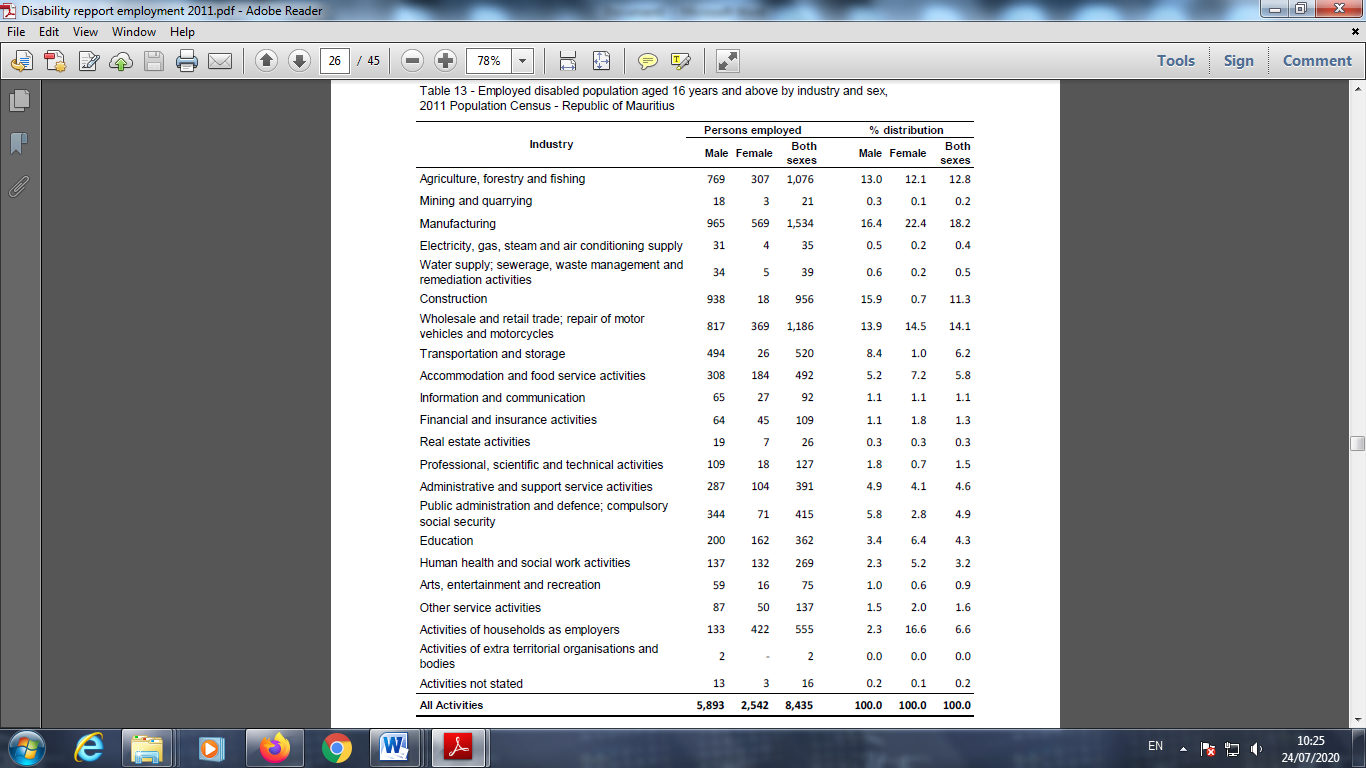 Disability repport employment 2011.pdf - Adobe Reader
File Edit View Window Help
26 / 45 78% Tools Sign Comment
Table 13 - Employed disabled population aged 16 years and above by industry and sex,
2011 Population Census - Republic of Mauritius
Industry
Persons employed % distribution
Male Female Both sexes Male Female Both sexes
Agriculture, forestry and fishing 769 307 1,076 13.0 12.1 12.8
Mining and quarrying 18 3 21 0.3 0.1 0.2
Manufacturing 965 569 1,534 16.4 22.4 18.2
Electricity, gas, steam and air conditioning supply 31 4 35 0.5 0.2 0.4
Water supply; sewerage, waste management and
remediation activities 34 5 39 0.6 0.2 0.5
Construction 938 18 956 15.9 0.7 11.3
Wholesale and retail trade; repair of motor
vehicles and motorcycles 817 369 1,186 13.9 14.5 14.1
Transportation and storage 494 26 520 8.4 1.0 6.2
Accommodation and food service activities 308 184 492 5.2 7.2 5.8
Information and communication 65 27 92 1.1 1.1 1.1
Financial and insurance activities 64 45 109 1.1 1.8 1.3
Real estate activities 19 7 26 0.3 0.3 0.3
Professional, scientific and technical activities 109 18 127 1.8 0.7 1.5
Administrative and support service activities 287 104 391 4.9 4.1 4.6
Public administration and defence; compulsory
social security 344 71 415 5.8 2.8 4.9
Education 200 162 362 3.4 6.4 4.3
Human health and social work activities 137 132 269 2.3 5.2 3.2
Arts, entertainment and recreation 59 16 75 1.0 0.6 0.9
Other service activities 87 50 137 1.5 2.0 1.6
Activities of households as employers 133 422 555 2.3 16.6 6.6
Activities of extra territorial organisations and
bodies 2 - 2 0.0 0.0 0.0
Activities not stated 13 3 16 0.2 0.1 0.2
All Activities 5,893 2,542 8,435 100.0 100.0 100.0
EN 10:25
24/07/2020